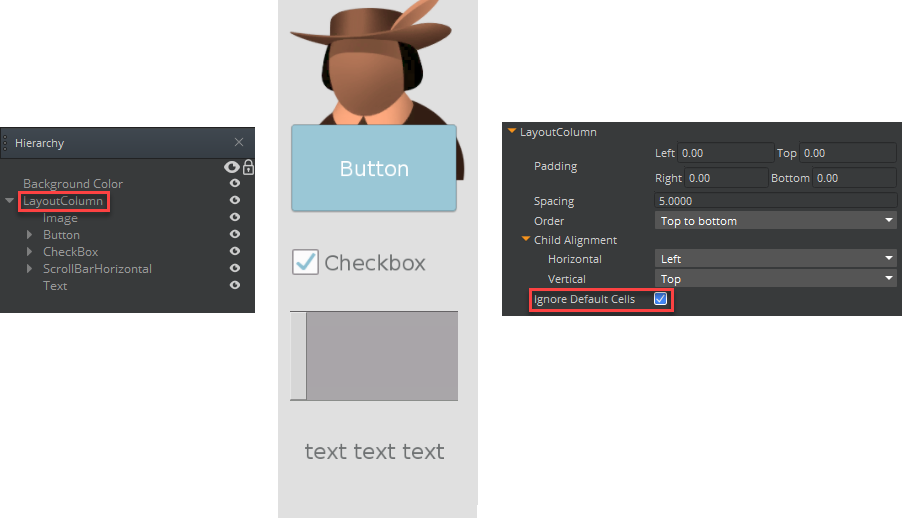 Hierarchy
Background Color
LayoutColumn
Image
Button
CheckBox
ScrollBarHorizontal
Text
Button
Checkbox
text text text
LayoutColumn
Padding
Left 0.00 Top 0.00
Right 0.00 Bottom 0.00
Spacing 5.0000
Order Top to bottom
Child Alignment
Horizontal Left
Vertical Top
Ignore Default Cells